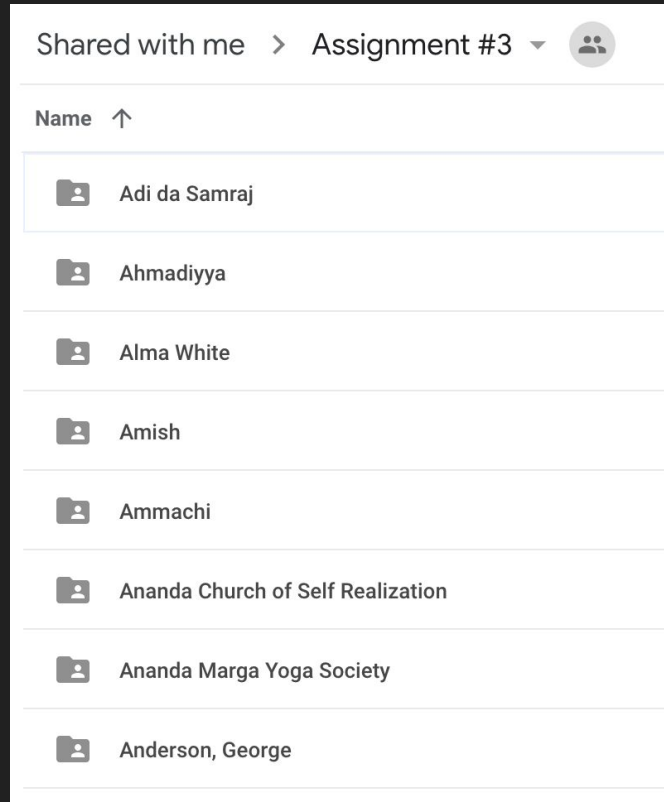 Shared with me > Assignment #3
Name
Adi da Samraj
Ahmadiyya
Alma White
Amish
Ammachi
Ananda Church of Self Realization
Ananda Marga Yoga Society
Anderson, George